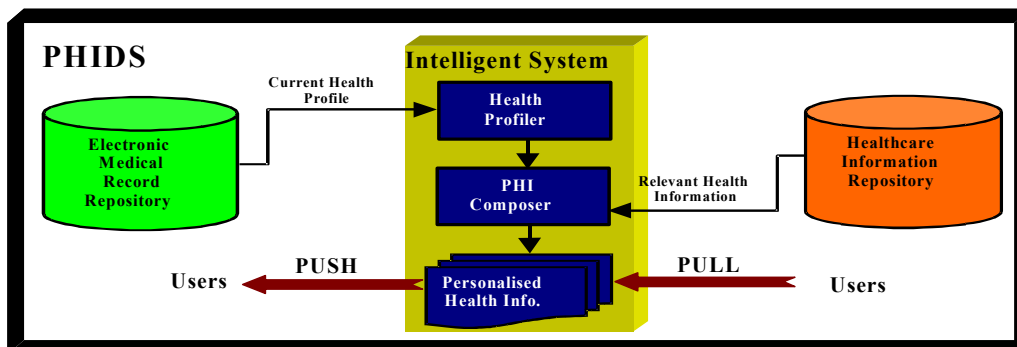 PHIDS
Intelligent System
Current Health
Profile
Health
Profiler
Electronic
Medical
Record
Repository
Healthcare
Information
Repository
PHI
Composer
Relevant Health
Information
Users
PUSH
Personalised
Health Info.
PULL
Users